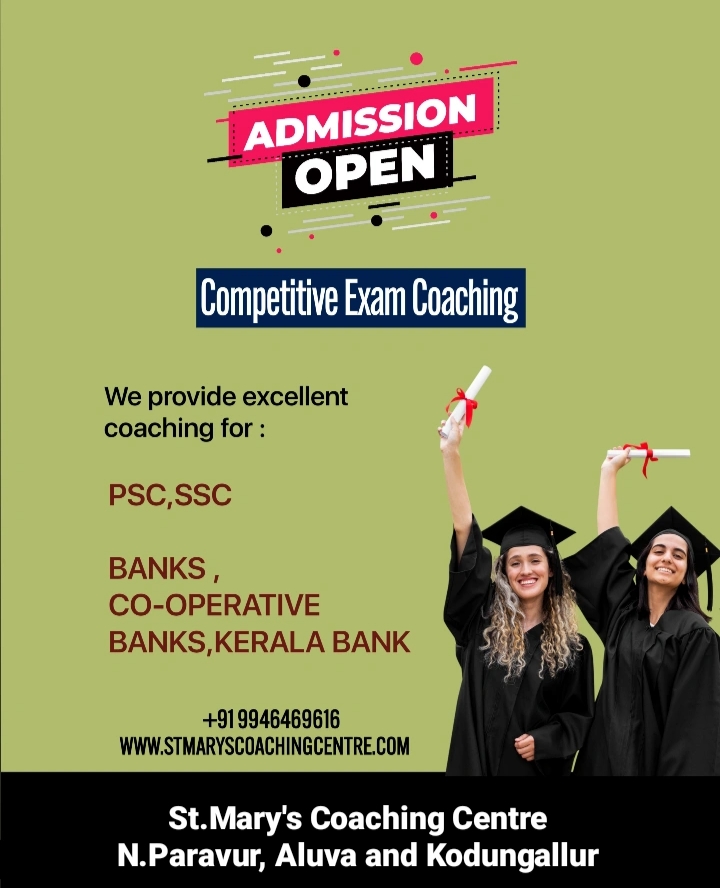 ADMISSION
OPEN
Competitive Exam Coaching
We provide excellent
coaching for :
PSC,SSC
BANKS ,
CO-OPERATIVE
BANKS,KERALA BANK
+91 9946469616
WWW.STMARYSCOACHINGCENTRE.COM
St.Mary's Coaching Centre
N.Paravur, Aluva and Kodungallur